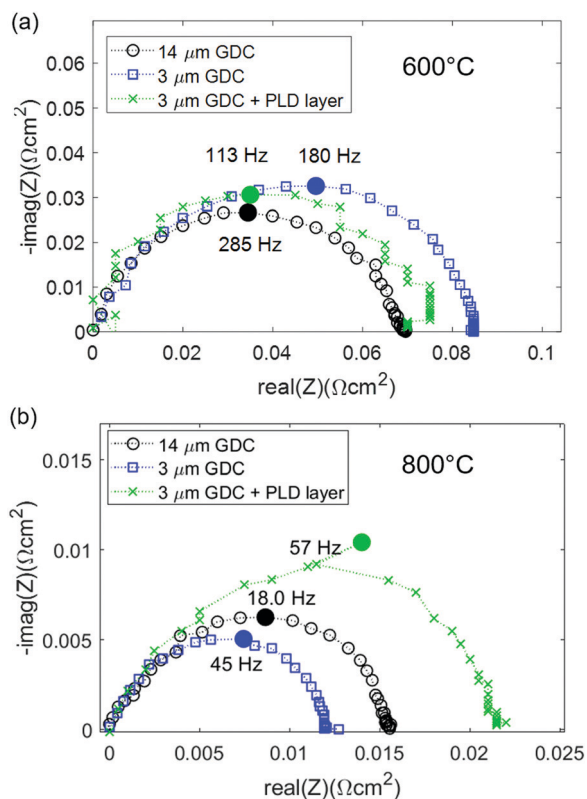 (a)
14 μm GDC
3 μm GDC
3 μm GDC + PLD layer
600°C
113 Hz 180 Hz
285 Hz
-imag(Z)(Ωcm²)
0.06
0.05
0.04
0.03
0.02
0.01
0
0 0.02 0.04 0.06 0.08 0.1
real(Z)(Ωcm²)
(b)
14 μm GDC
3 μm GDC
3 μm GDC + PLD layer
800°C
57 Hz
18.0 Hz
45 Hz
-imag(Z)(Ωcm²)
0.015
0.01
0.005
0
0 0.005 0.01 0.015 0.02 0.025
real(Z)(Ωcm²)